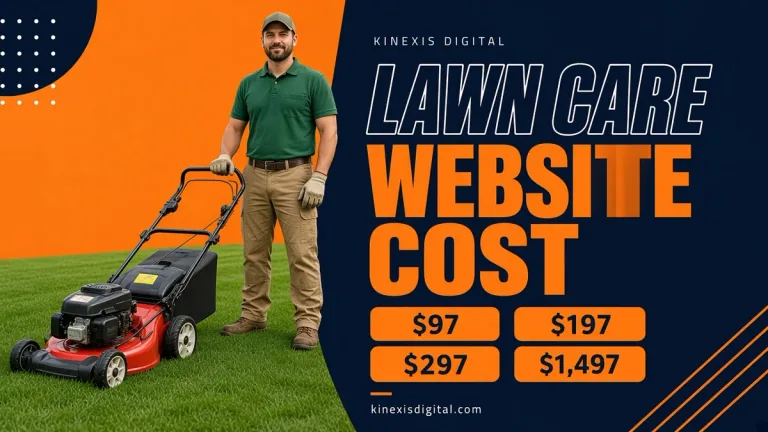 KINEXIS DIGITAL
LAWN CARE
WEBSITE
COST
$97 $197
$297 $1,497
kinexisdigital.com